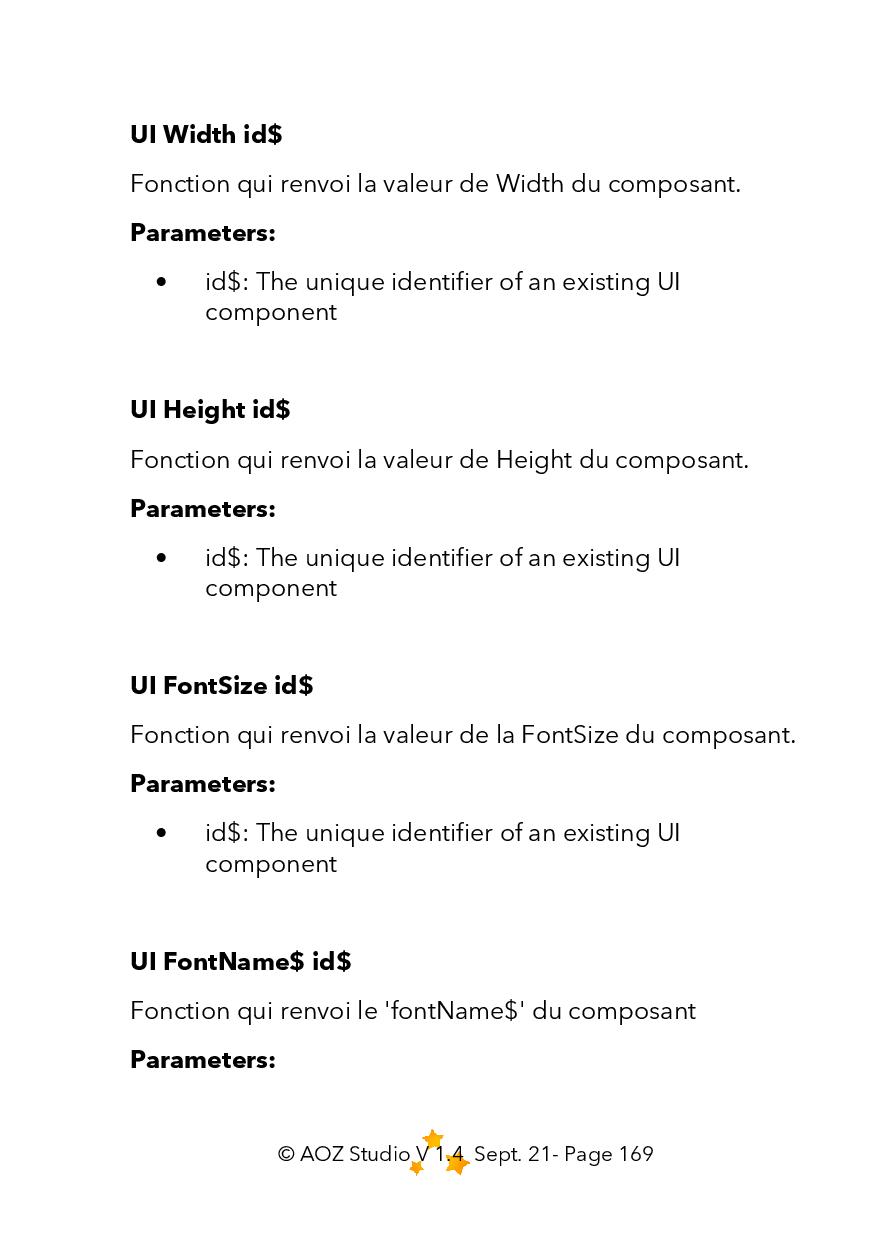 UI Width id$
Fonction qui renvoi la valeur de Width du composant.
Parameters:
• id$: The unique identifier of an existing UI
component
UI Height id$
Fonction qui renvoi la valeur de Height du composant.
Parameters:
• id$: The unique identifier of an existing UI
component
UI FontSize id$
Fonction qui renvoi la valeur de la FontSize du composant.
Parameters:
• id$: The unique identifier of an existing UI
component
UI FontName$ id$
Fonction qui renvoi le 'fontName$' du composant
Parameters:
© AOZ Studio V 1.4 Sept. 21- Page 169